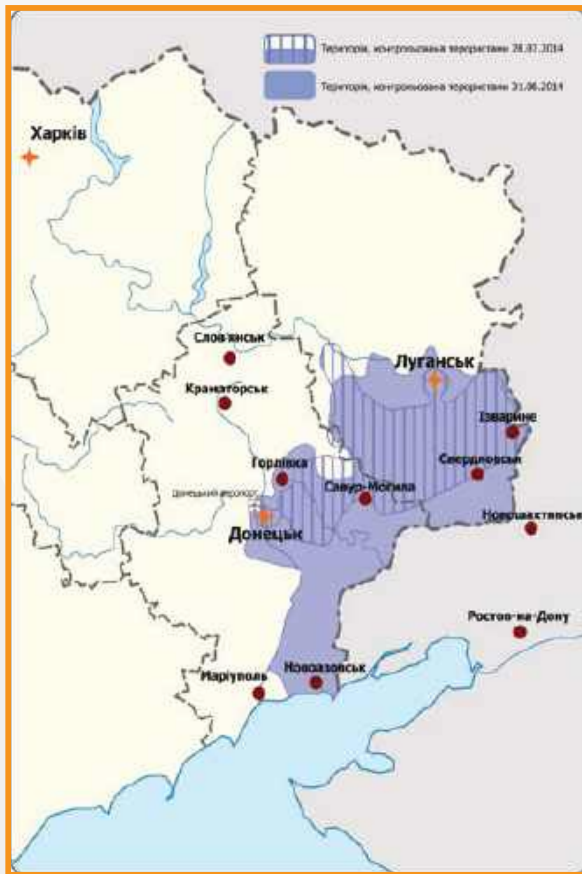 Територія, контрольована терористами 28.07.2014
Територія, контрольована терористами 31.08.2014
Харків
Слов'янськ
Краматорськ
Луганськ
Ізварине
Горлівка
Свердловськ
Савур-Могила
Донецький аеропорт
Донецьк
Новошахтинськ
Ростов-на-Дону
Новоазовськ
Маріуполь